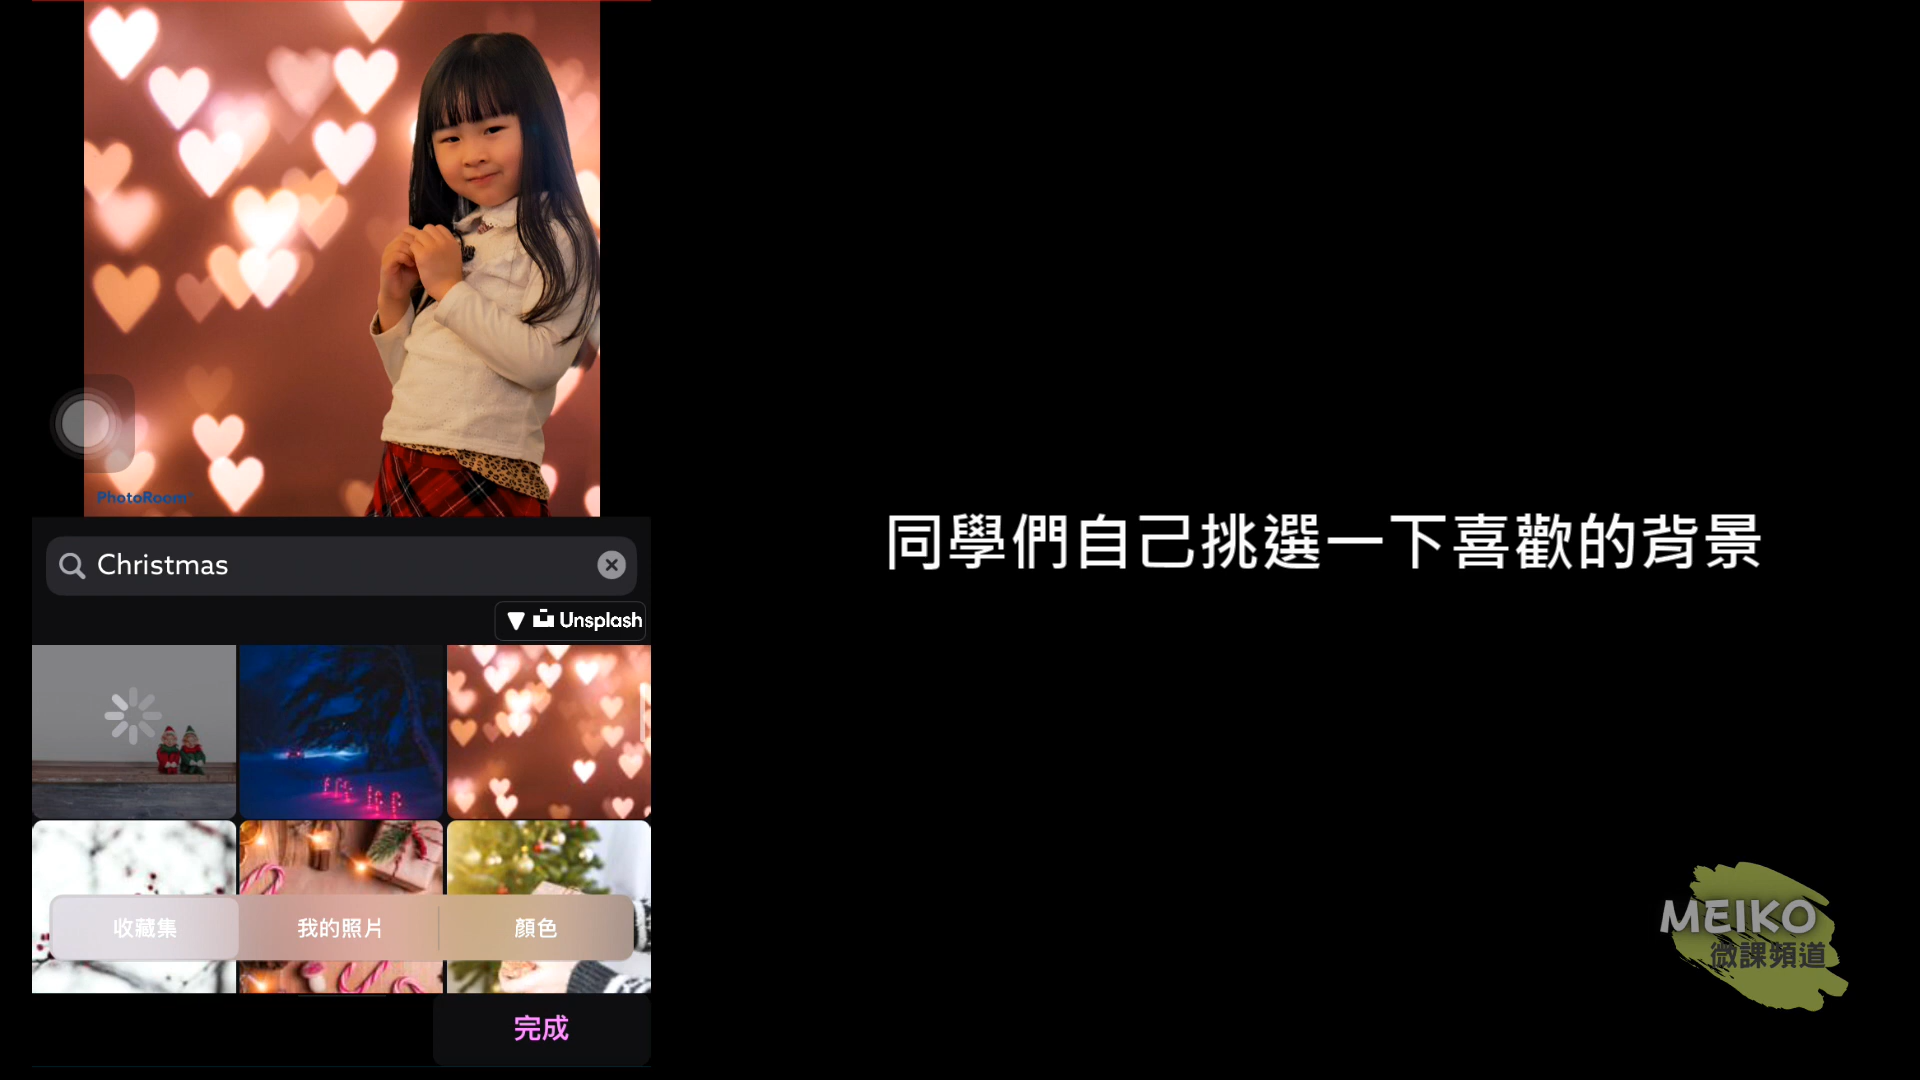 PhotoRoom
Christmas
Unsplash
收藏集
我的照片
顏色
完成
同學們自己挑選一下喜歡的背景
MEIKO
微課頻道